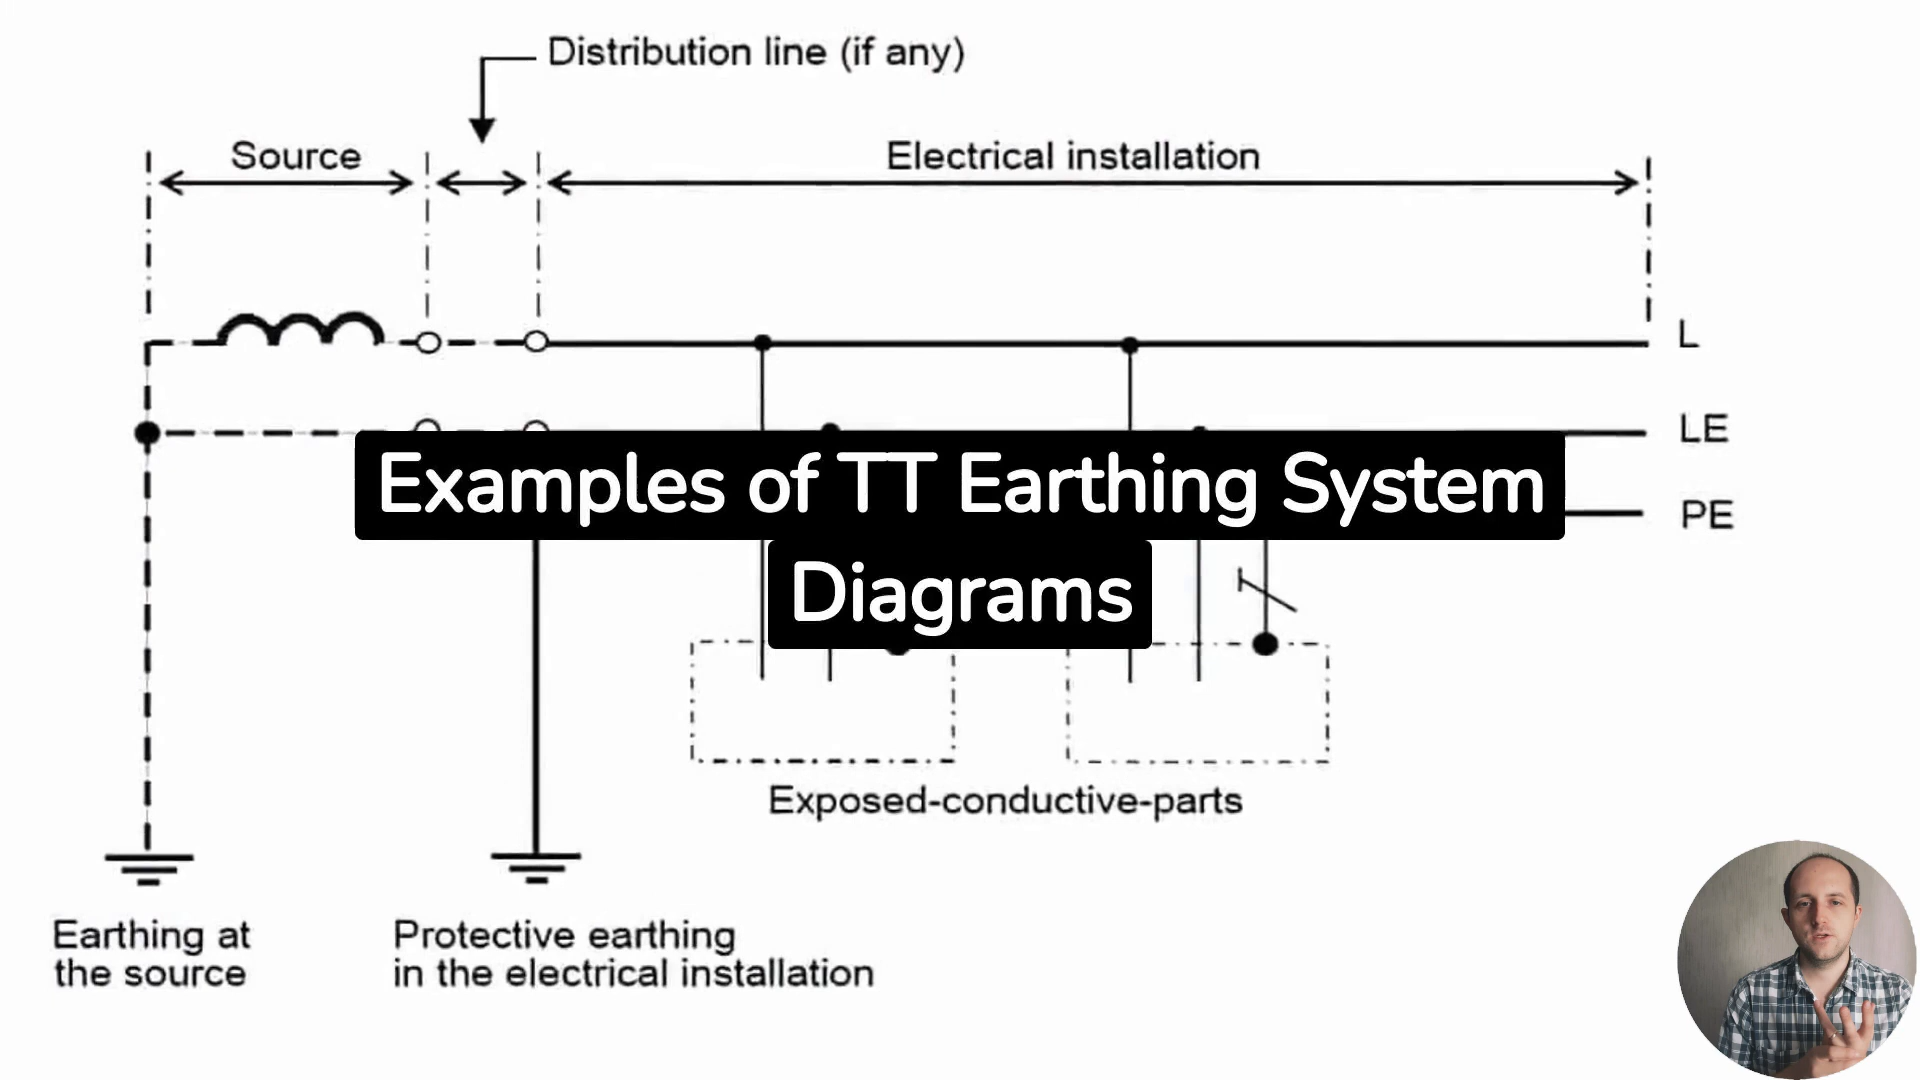 Distribution line (if any)
Source
Electrical installation
L
LE
Examples of TT Earthing System
Diagrams
PE
Exposed-conductive-parts
Earthing at
the source
Protective earthing
in the electrical installation